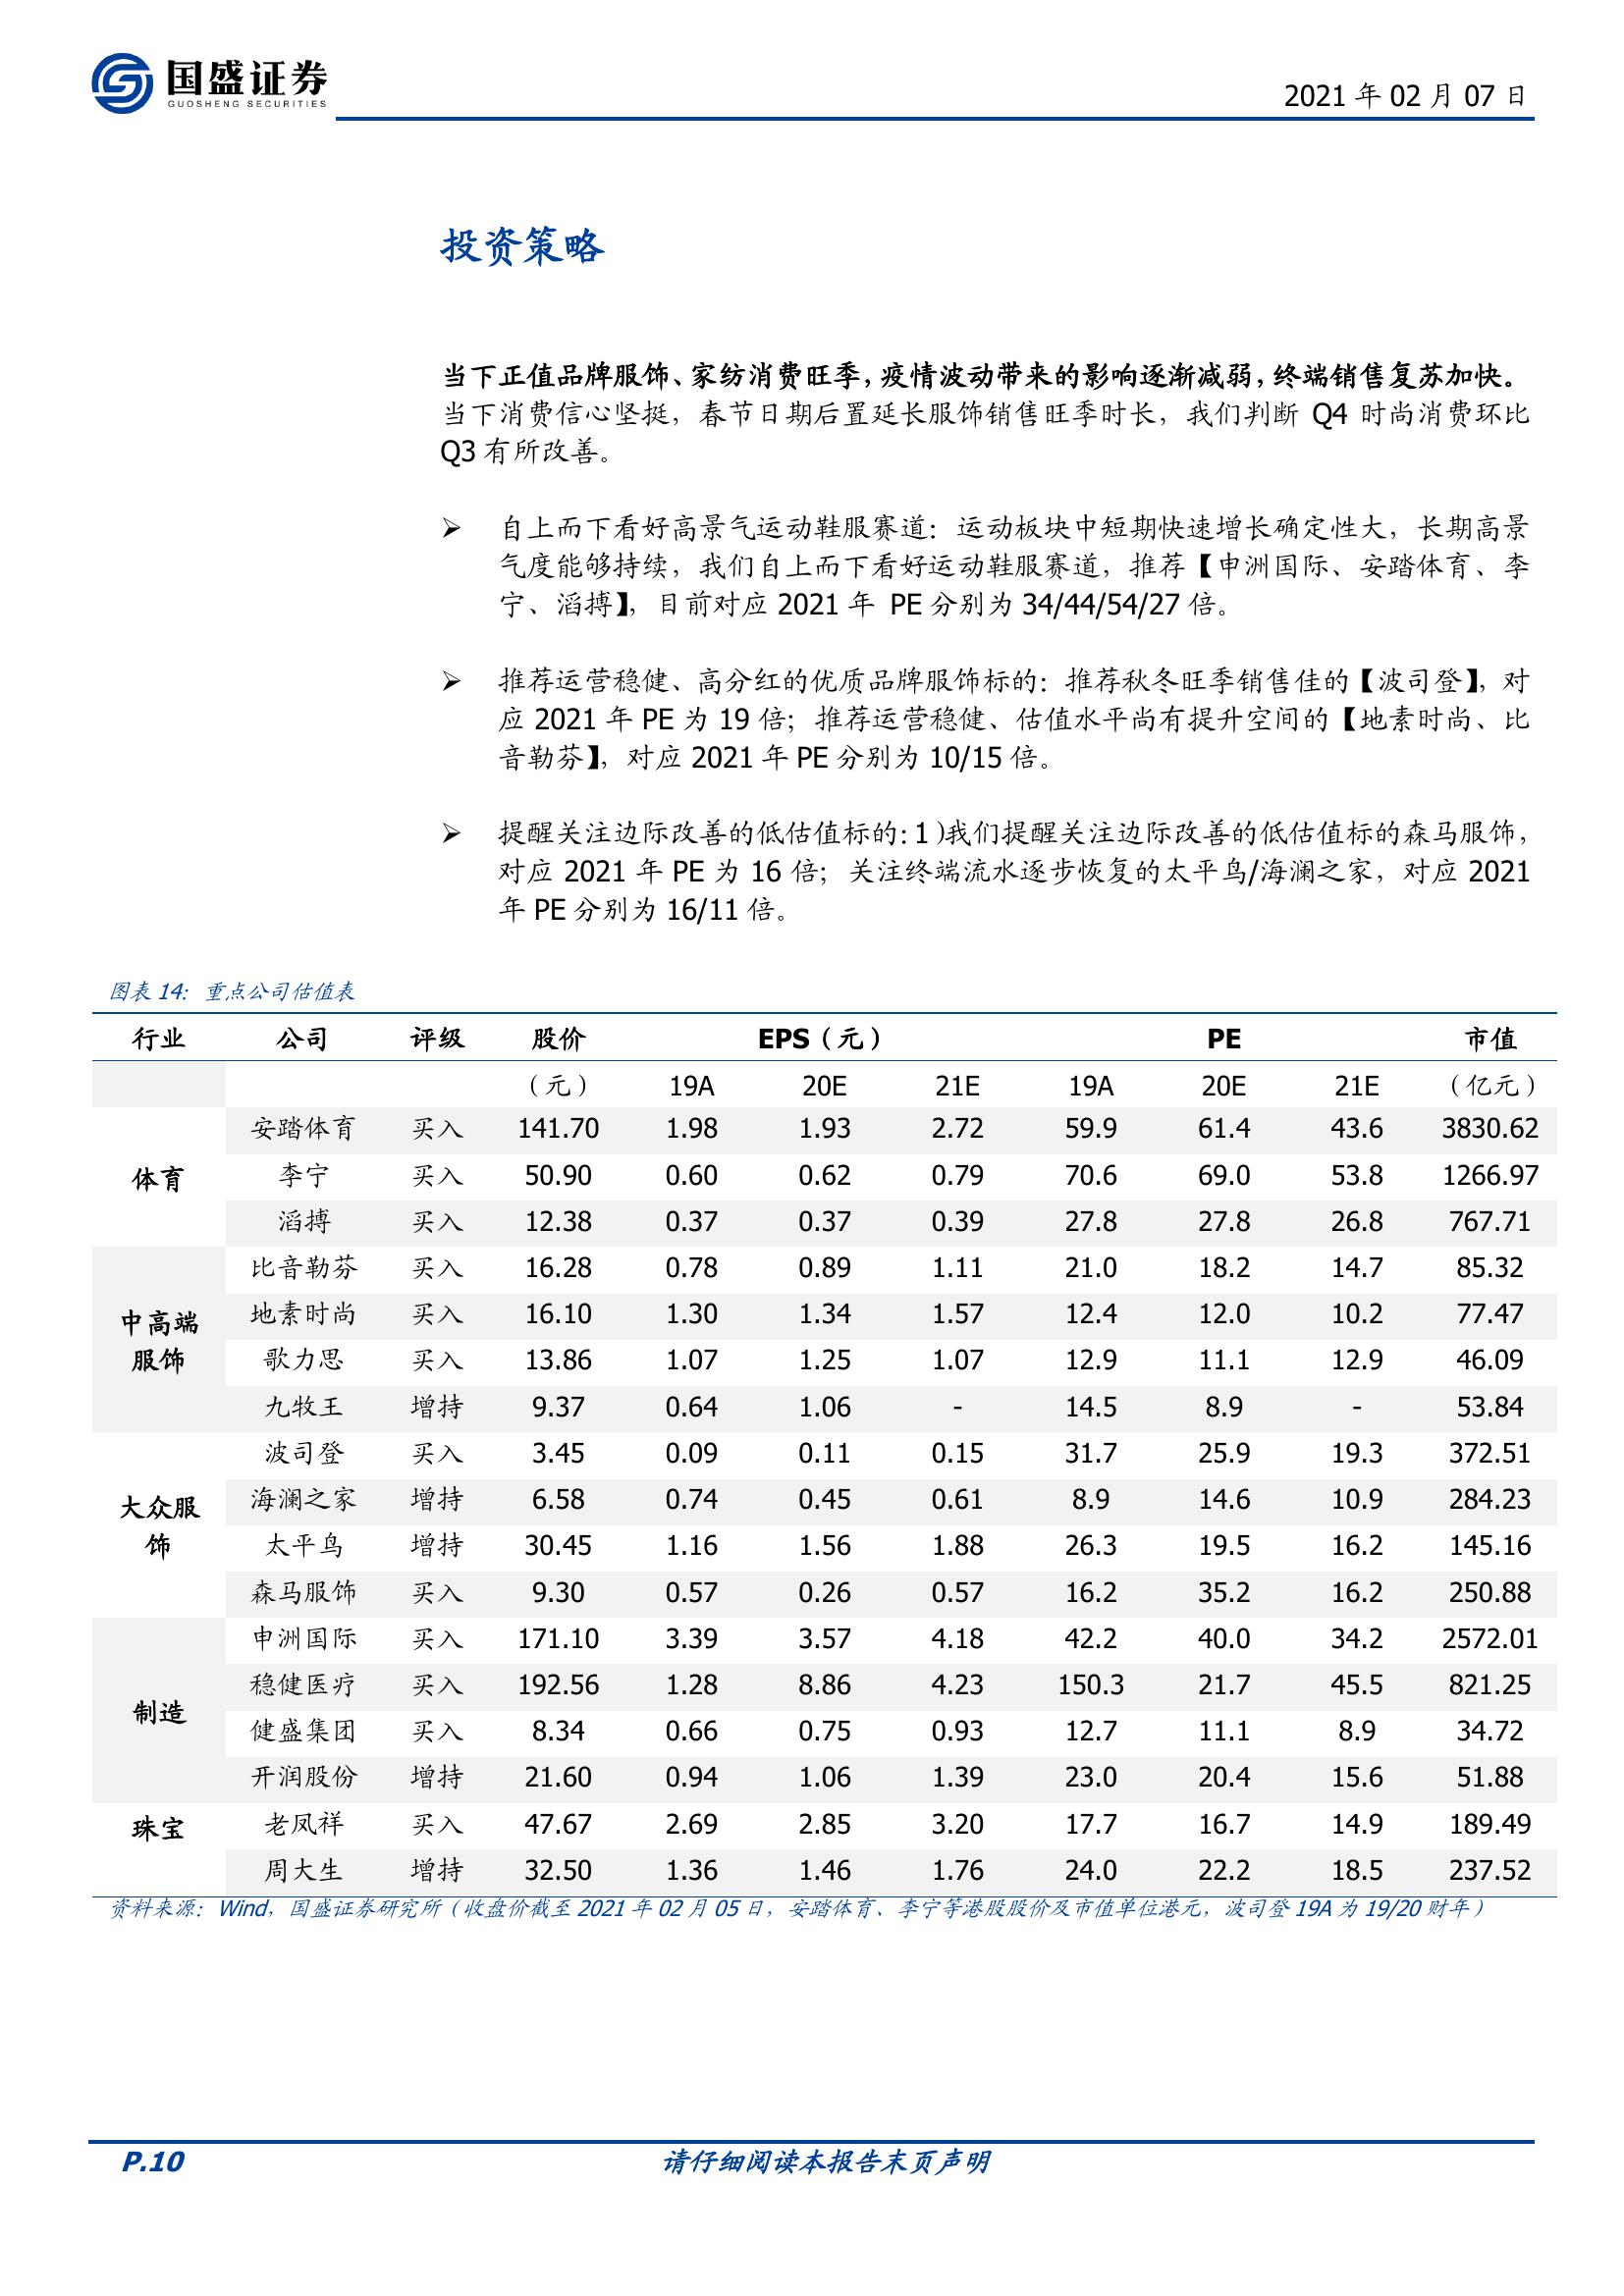 国盛证券
GUOSHENG SECURITIES
2021 年 02 月 07 日
投资策略
当下正值品牌服饰、家纺消费旺季，疫情波动带来的影响逐渐减弱，终端销售复苏加快。
当下消费信心坚挺，春节日期后置延长服饰销售旺季时长，我们判断 Q4 时尚消费环比
Q3 有所改善。
➢ 自上而下看好高景气运动鞋服赛道：运动板块中短期快速增长确定性大，长期高景
气度能够持续，我们自上而下看好运动鞋服赛道，推荐【申洲国际、安踏体育、李
宁、滔搏】，目前对应 2021 年 PE 分别为 34/44/54/27 倍。
➢ 推荐运营稳健、高分红的优质品牌服饰标的：推荐秋冬旺季销售佳的【波司登】，对
应 2021 年 PE 为 19 倍；推荐运营稳健、估值水平尚有提升空间的【地素时尚、比
音勒芬】，对应 2021 年 PE 分别为 10/15 倍。
➢ 提醒关注边际改善的低估值标的：1）我们提醒关注边际改善的低估值标的森马服饰，
对应 2021 年 PE 为 16 倍；关注终端流水逐步恢复的太平鸟/海澜之家，对应 2021
年 PE 分别为 16/11 倍。
图表 14：重点公司估值表
行业 公司 评级 股价 EPS（元） PE 市值
（元） 19A 20E 21E 19A 20E 21E （亿元）
安踏体育 买入 141.70 1.98 1.93 2.72 59.9 61.4 43.6 3830.62
体育 李宁 买入 50.90 0.60 0.62 0.79 70.6 69.0 53.8 1266.97
滔搏 买入 12.38 0.37 0.37 0.39 27.8 27.8 26.8 767.71
比音勒芬 买入 16.28 0.78 0.89 1.11 21.0 18.2 14.7 85.32
中高端 地素时尚 买入 16.10 1.30 1.34 1.57 12.4 12.0 10.2 77.47
服饰 歌力思 买入 13.86 1.07 1.25 1.07 12.9 11.1 12.9 46.09
九牧王 增持 9.37 0.64 1.06 - 14.5 8.9 - 53.84
波司登 买入 3.45 0.09 0.11 0.15 31.7 25.9 19.3 372.51
大众服 海澜之家 增持 6.58 0.74 0.45 0.61 8.9 14.6 10.9 284.23
饰 太平鸟 增持 30.45 1.16 1.56 1.88 26.3 19.5 16.2 145.16
森马服饰 买入 9.30 0.57 0.26 0.57 16.2 35.2 16.2 250.88
申洲国际 买入 171.10 3.39 3.57 4.18 42.2 40.0 34.2 2572.01
稳健医疗 买入 192.56 1.28 8.86 4.23 150.3 21.7 45.5 821.25
制造 健盛集团 买入 8.34 0.66 0.75 0.93 12.7 11.1 8.9 34.72
开润股份 增持 21.60 0.94 1.06 1.39 23.0 20.4 15.6 51.88
珠宝 老凤祥 买入 47.67 2.69 2.85 3.20 17.7 16.7 14.9 189.49
周大生 增持 32.50 1.36 1.46 1.76 24.0 22.2 18.5 237.52
资料来源：Wind，国盛证券研究所（收盘价截至 2021 年 02 月 05 日，安踏体育、李宁等港股股价及市值单位港元，波司登 19A 为 19/20 财年）
P.10 请仔细阅读本报告末页声明